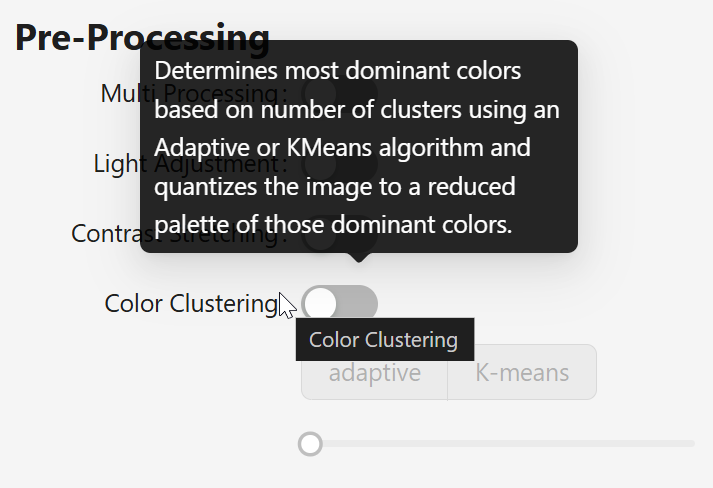 Pre-Processing
Determines most dominant colors
based on number of clusters using an
Adaptive or KMeans algorithm and
quantizes the image to a reduced
palette of those dominant colors.
Multi Processing:
Light Adjustment:
Contrast Stretching:
Color Clustering
Color Clustering
adaptive
K-means